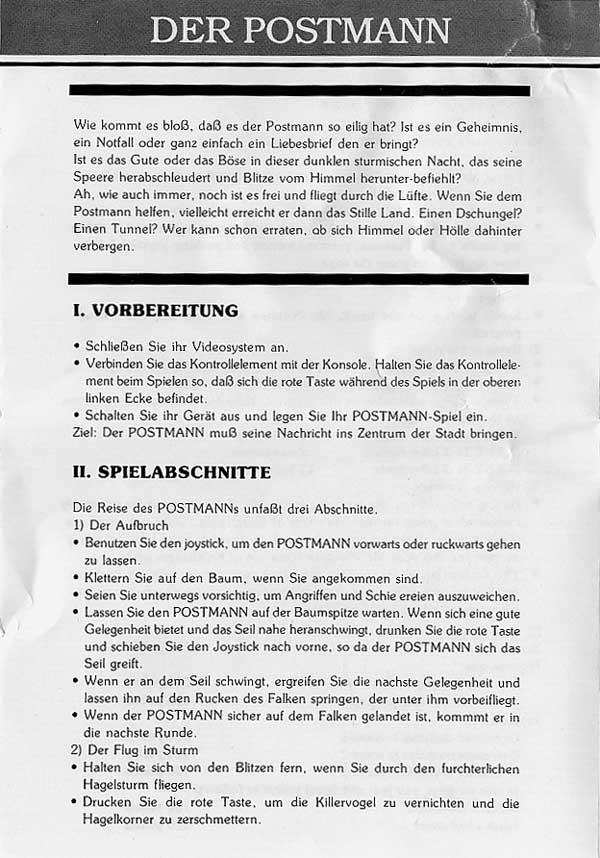 DER POSTMANN
Wie kommt es bloß, daß es der Postmann so eilig hat? Ist es ein Geheimnis,
ein Notfall oder ganz einfach ein Liebesbrief den er bringt?
Ist es das Gute oder das Böse in dieser dunklen sturmischen Nacht, das seine
Speere herabschleudert und Blitze vom Himmel herunter-befiehlt?
Ah, wie auch immer, noch ist es frei und fliegt durch die Lüfte. Wenn Sie dem
Postmann helfen, vielleicht erreicht er dann das Stille Land. Einen Dschungel?
Einen Tunnel? Wer kann schon erraten, ob sich Himmel oder Hölle dahinter
verbergen.
I. VORBEREITUNG
• Schließen Sie ihr Videosystem an.
• Verbinden Sie das Kontrollelement mit der Konsole. Halten Sie das Kontrollele-
ment beim Spielen so, daß sich die rote Taste während des Spiels in der oberen
linken Ecke befindet.
• Schalten Sie ihr Gerät aus und legen Sie Ihr POSTMANN-Spiel ein.
Ziel: Der POSTMANN muß seine Nachricht ins Zentrum der Stadt bringen.
II. SPIELABSCHNITTE
Die Reise des POSTMANNs unfaßt drei Abschnitte.
1) Der Aufbruch
• Benutzen Sie den joystick, um den POSTMANN vorwarts oder ruckwarts gehen
zu lassen.
• Klettern Sie auf den Baum, wenn Sie angekommen sind.
• Seien Sie unterwegs vorsichtig, um Angriffen und Schie ereien auszuweichen.
• Lassen Sie den POSTMANN auf der Baumspitze warten. Wenn sich eine gute
Gelegenheit bietet und das Seil nahe heranschwingt, drunken Sie die rote Taste
und schieben Sie den Joystick nach vorne, so da der POSTMANN sich das
Seil greift.
• Wenn er an dem Seil schwingt, ergreifen Sie die nachste Gelegenheit und
lassen ihn auf den Rucken des Falken springen, der unter ihm vorbeifliegt.
• Wenn der POSTMANN sicher auf dem Falken gelandet ist, kommmt er in
die nachste Runde.
2) Der Flug im Sturm
• Halten Sie sich von den Blitzen fern, wenn Sie durch den furchterlichen
Hagelsturm fliegen.
• Drucken Sie die rote Taste, um die Killervogel zu vernichten und die
Hagelkorner zu zerschmettern.